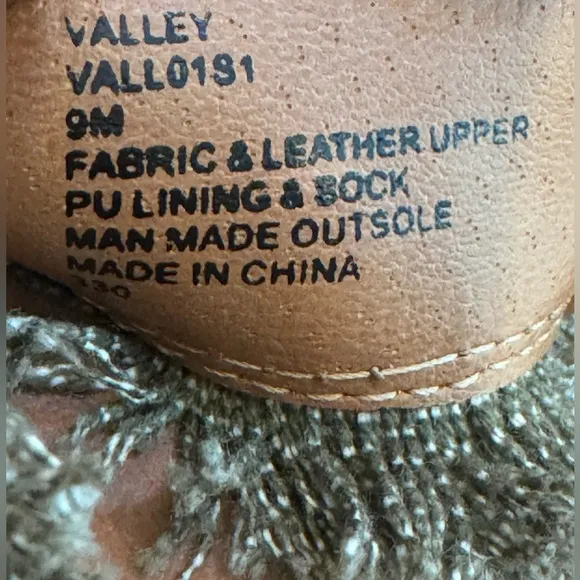 VALLEY
VALL01S1
9M
FABRIC & LEATHER UPPER
PU LINING & SOCK
MAN MADE OUTSOLE
MADE IN CHINA